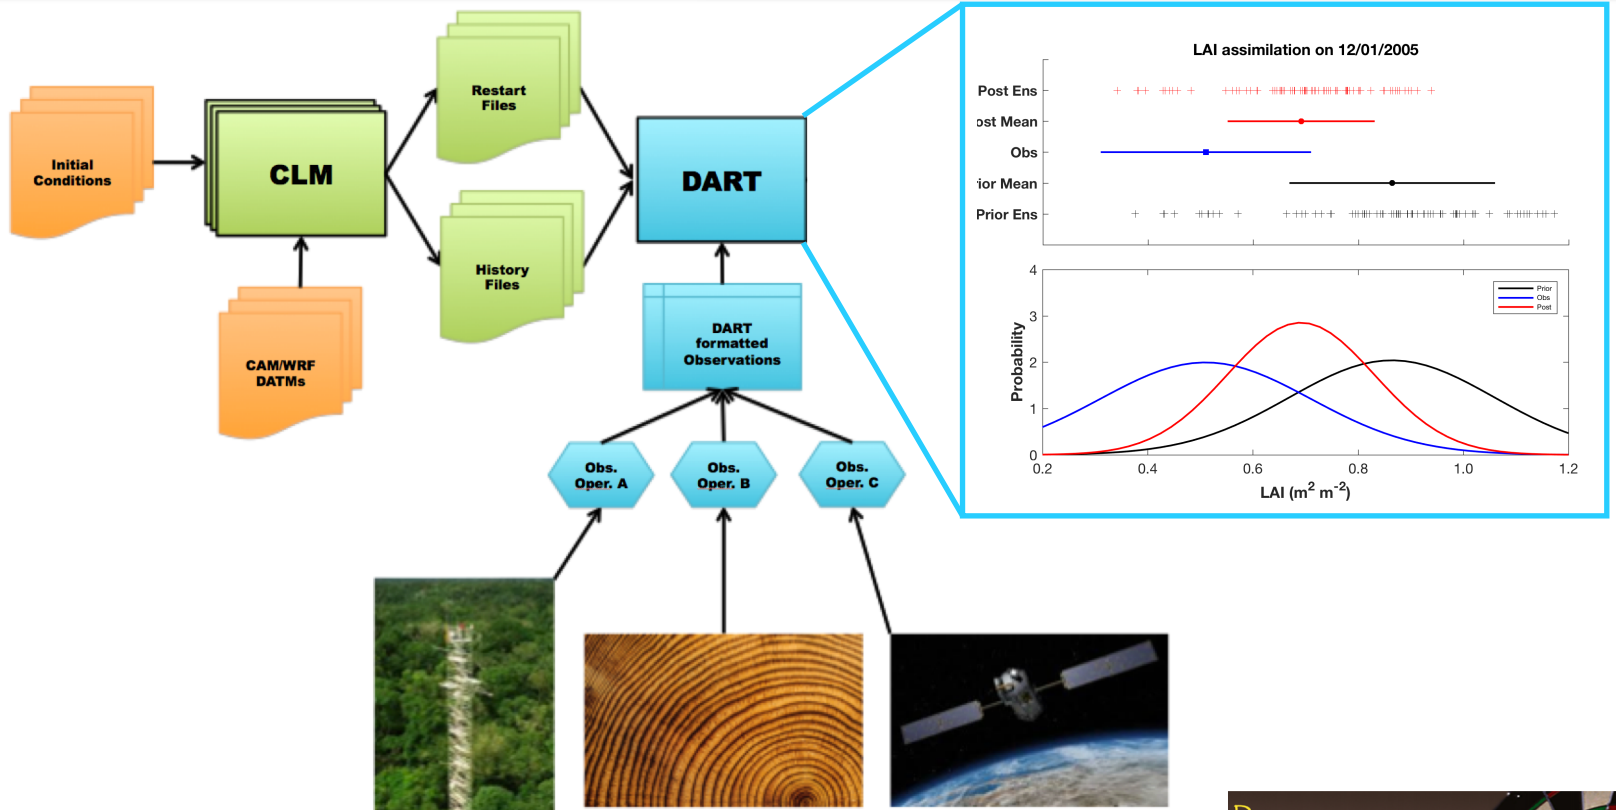 Initial
Conditions
CLM
CAM/WRF
DATMs
Restart
Files
History
Files
DART
DART
formatted
Observations
Obs.
Oper. A
Obs.
Oper. B
Obs.
Oper. C
LAI assimilation on 12/01/2005
Post Ens
ost Mean
Obs
ior Mean
Prior Ens
4
3
2
1
0
Probability
Prior
Obs
Post
0.2 0.4 0.6 0.8 1.0 1.2
LAI (m² m⁻²)